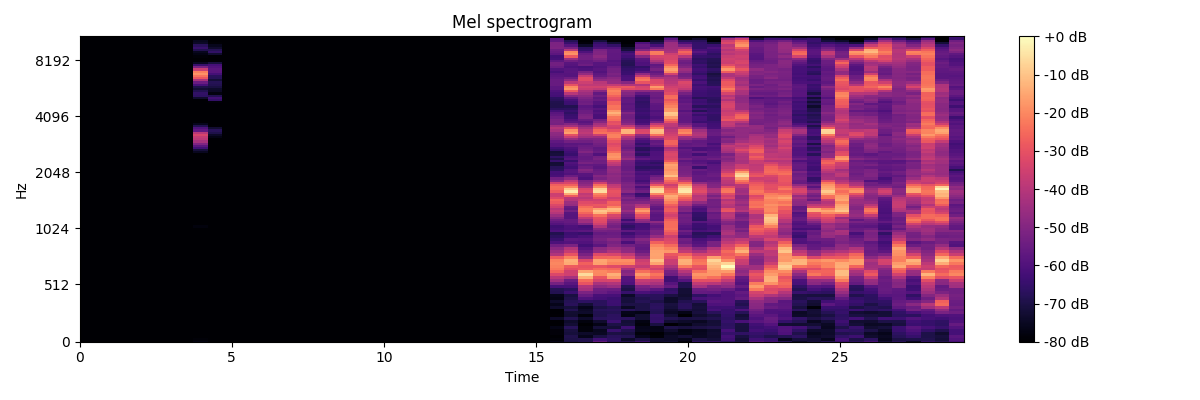 Mel spectrogram
8192
4096
2048
1024
512
0
Hz
0 5 10 15 20 25
Time
+0 dB
-10 dB
-20 dB
-30 dB
-40 dB
-50 dB
-60 dB
-70 dB
-80 dB